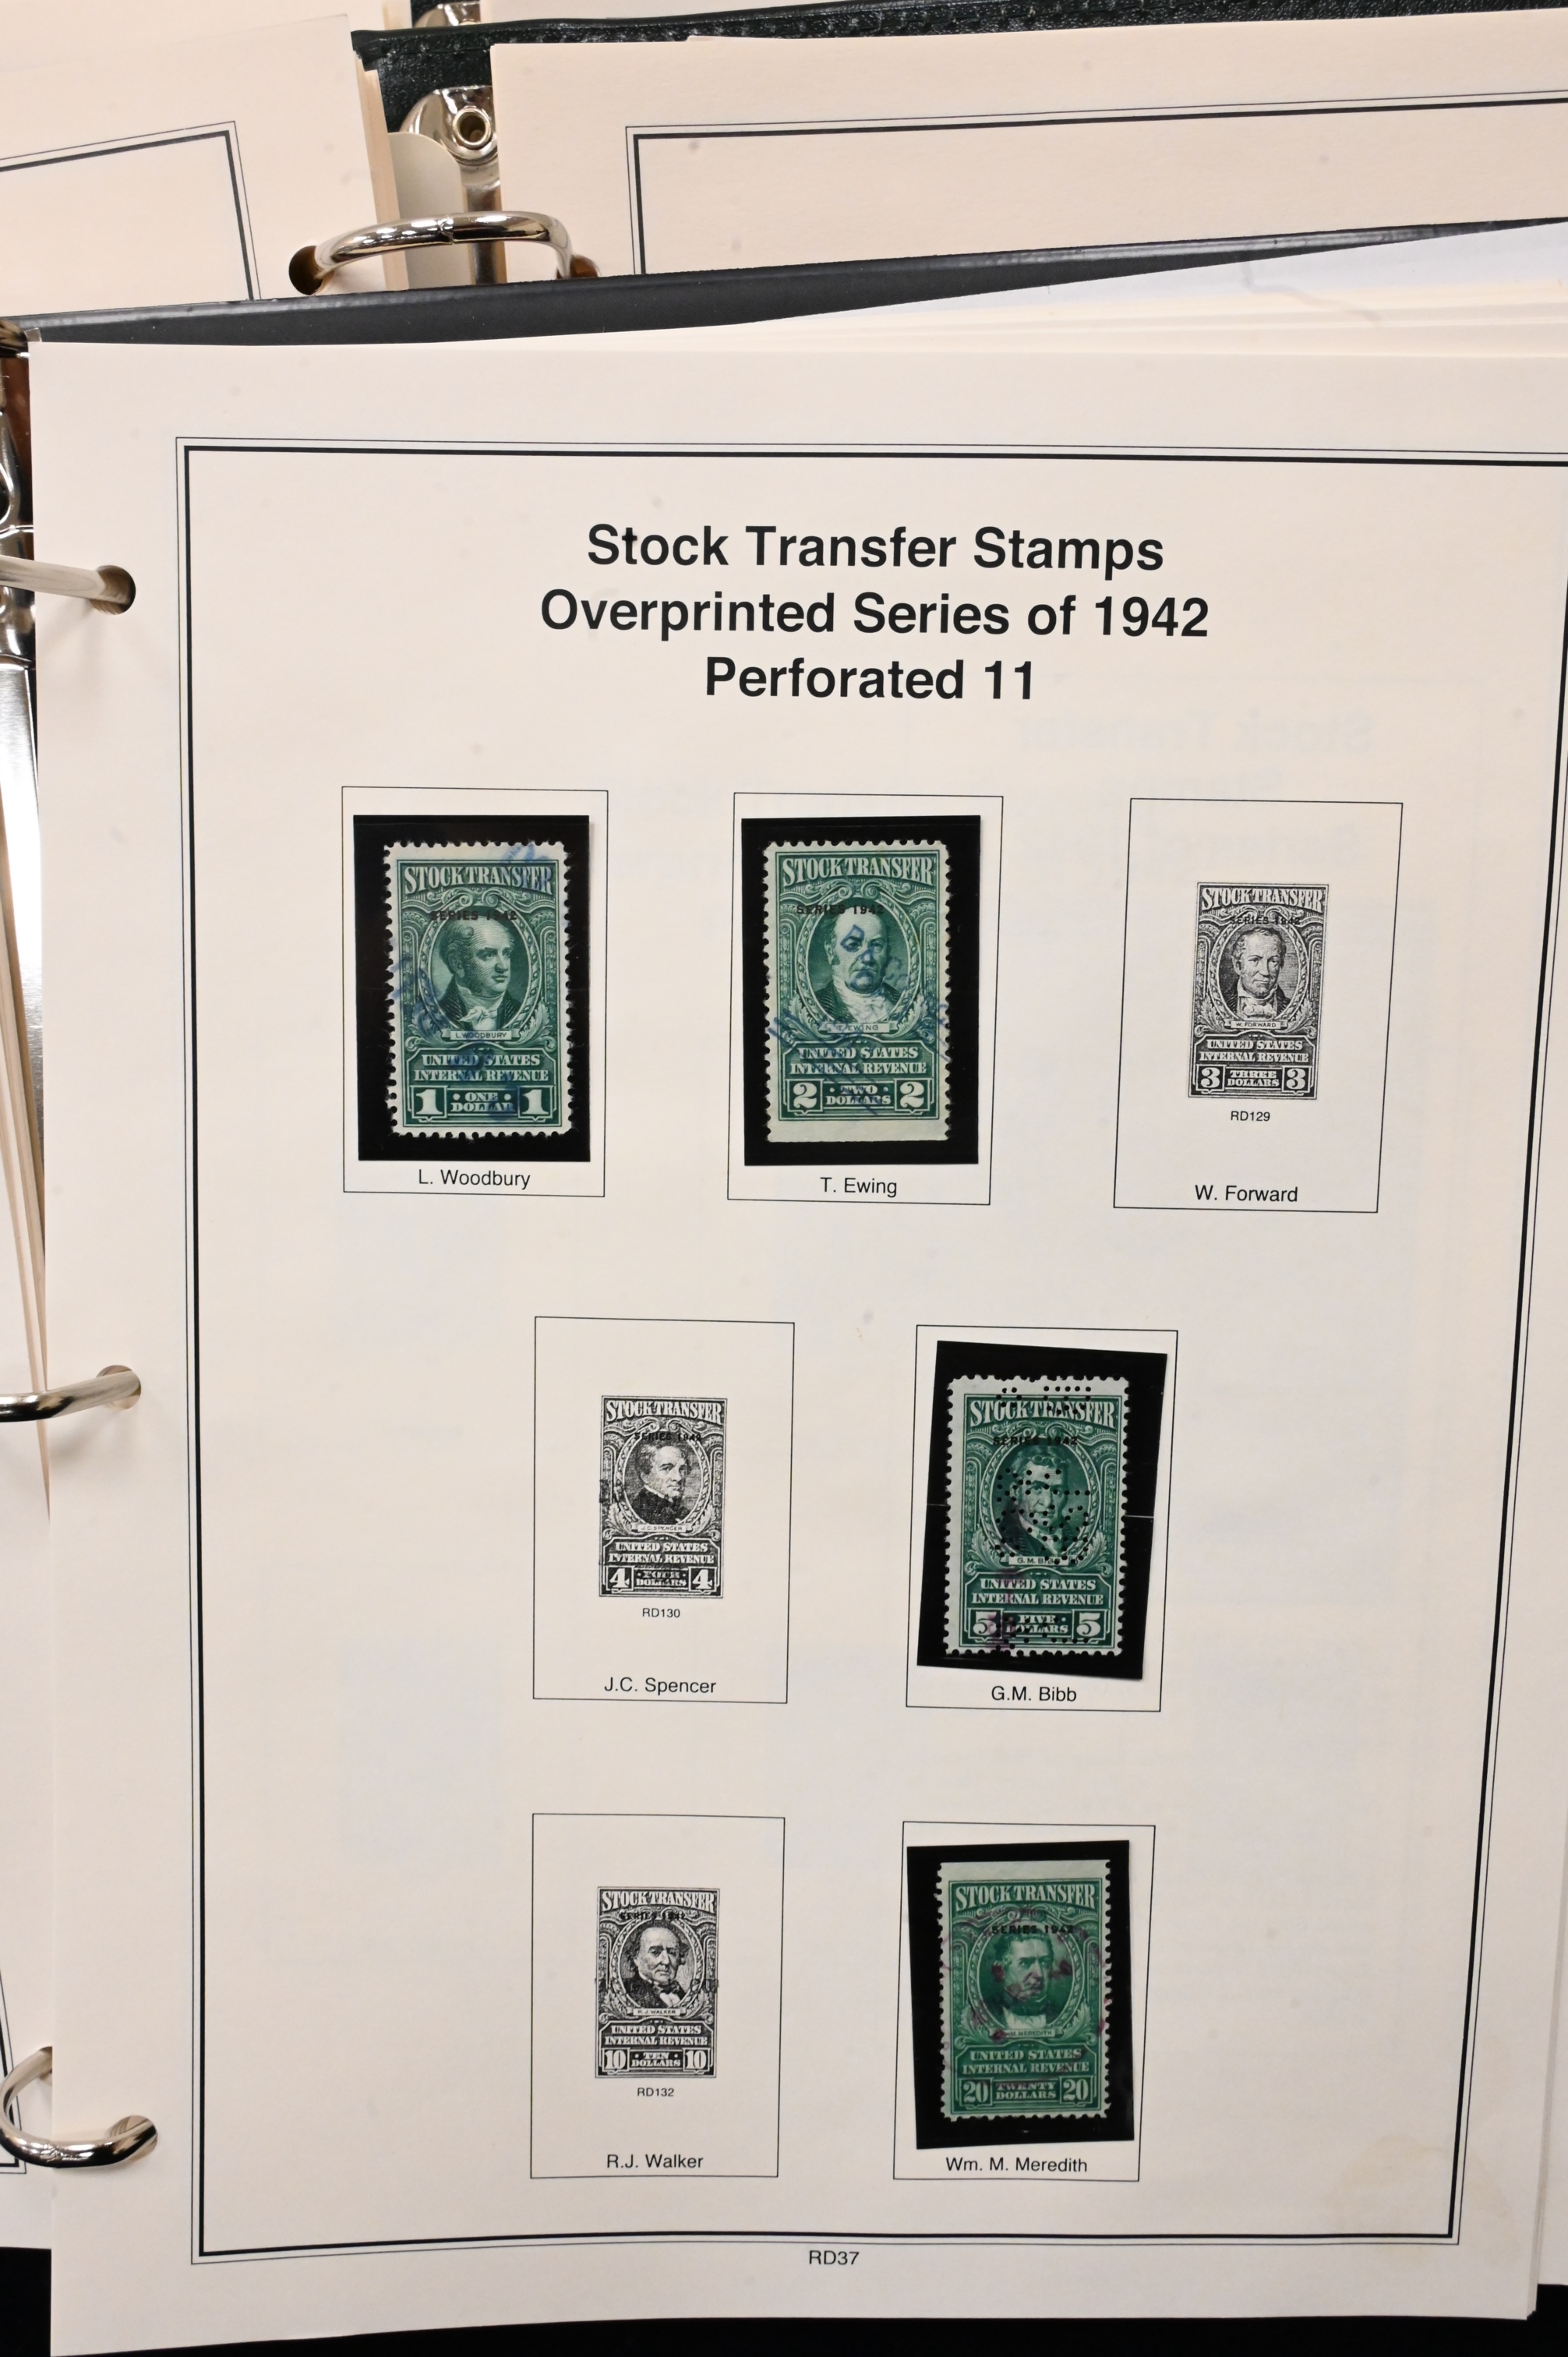 Stock Transfer Stamps
Overprinted Series of 1942
Perforated 11
STOCK TRANSFER
SERIES 1942
L. WOODBURY
UNITED STATES
INTERNAL REVENUE
1 ONE DOLLAR 1
L. Woodbury
STOCK TRANSFER
SERIES 1942
T. EWING
UNITED STATES
INTERNAL REVENUE
2 TWO DOLLARS 2
T. Ewing
STOCK TRANSFER
SERIES 1942
W. FORWARD
UNITED STATES
INTERNAL REVENUE
3 THREE DOLLARS 3
RD129
W. Forward
STOCK TRANSFER
SERIES 1942
J.C. SPENCER
UNITED STATES
INTERNAL REVENUE
4 FOUR DOLLARS 4
RD130
J.C. Spencer
STOCK TRANSFER
SERIES 1942
G. M. BIBB
UNITED STATES
INTERNAL REVENUE
5 FIVE DOLLARS 5
G.M. Bibb
STOCK TRANSFER
SERIES 1942
R.J. WALKER
UNITED STATES
INTERNAL REVENUE
10 TEN DOLLARS 10
RD132
R.J. Walker
STOCK TRANSFER
SERIES 1942
WM. MEREDITH
UNITED STATES
INTERNAL REVENUE
20 TWENTY DOLLARS 20
Wm. M. Meredith
RD37